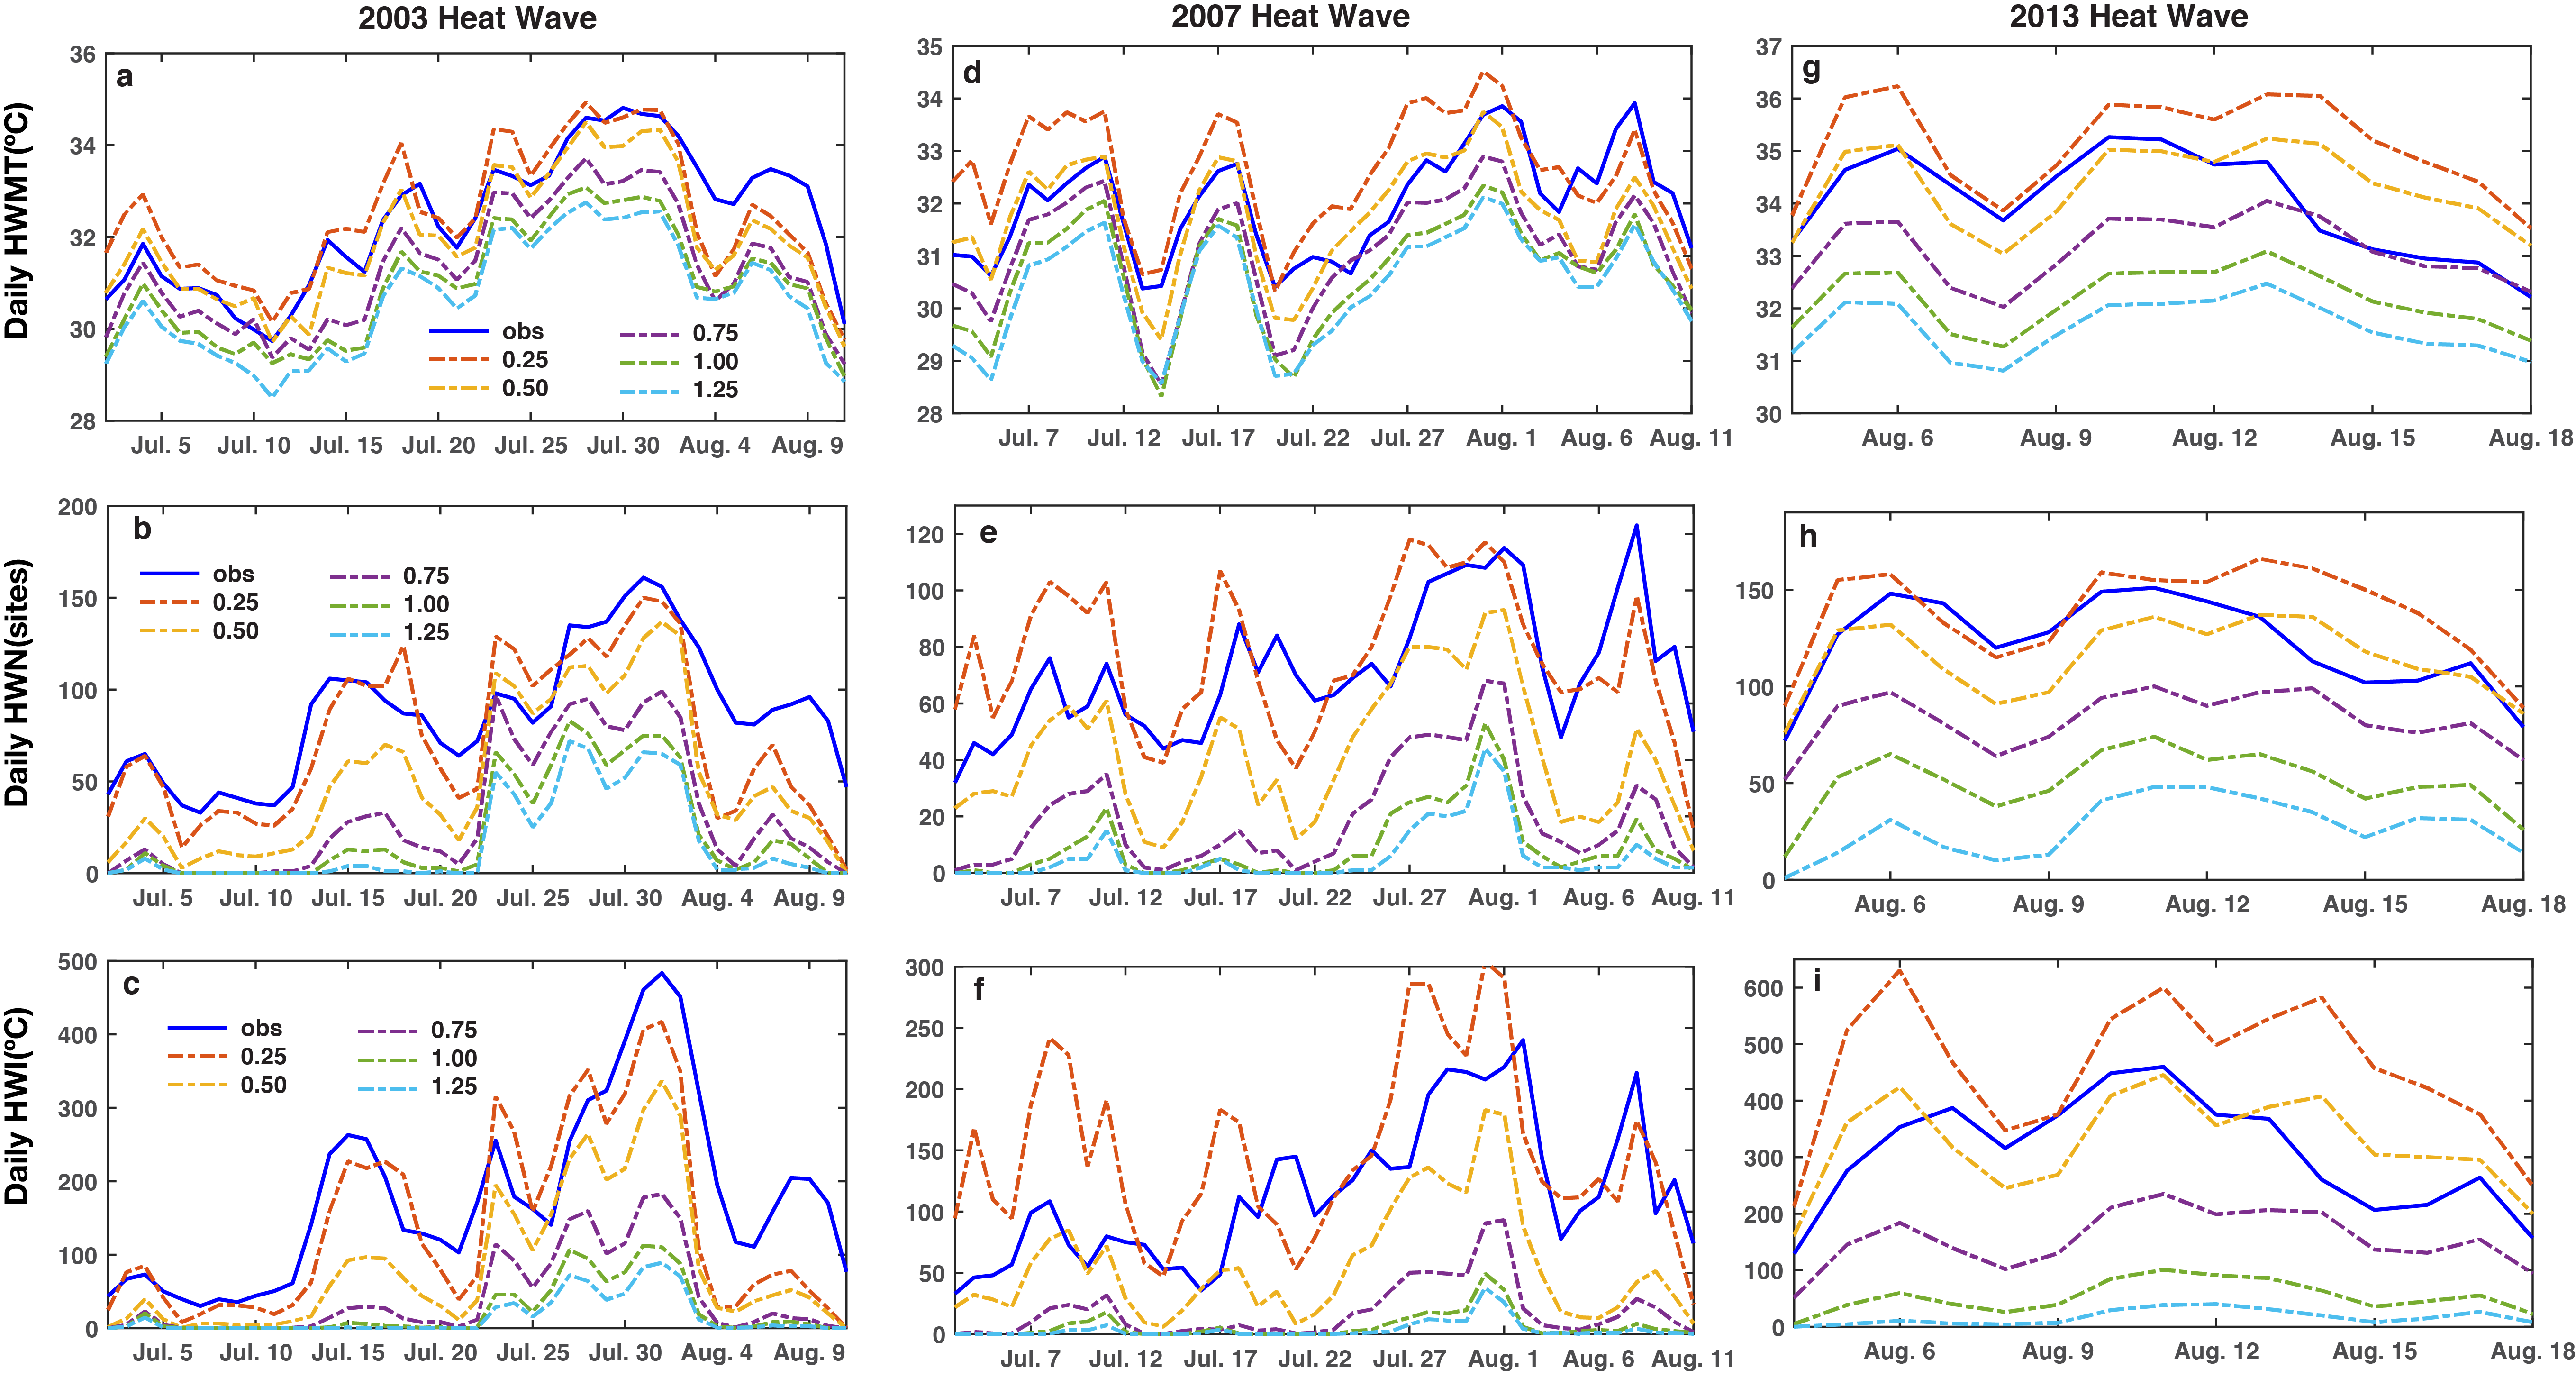 2003 Heat Wave
2007 Heat Wave
2013 Heat Wave
Daily HWMT(ºC)
a
36
34
32
30
28
obs
0.25
0.50
0.75
1.00
1.25
Jul. 5 Jul. 10 Jul. 15 Jul. 20 Jul. 25 Jul. 30 Aug. 4 Aug. 9
d
35
34
33
32
31
30
29
28
Jul. 7 Jul. 12 Jul. 17 Jul. 22 Jul. 27 Aug. 1 Aug. 6 Aug. 11
g
37
36
35
34
33
32
31
30
Aug. 6 Aug. 9 Aug. 12 Aug. 15 Aug. 18
Daily HWN(sites)
b
200
150
100
50
0
obs
0.25
0.50
0.75
1.00
1.25
Jul. 5 Jul. 10 Jul. 15 Jul. 20 Jul. 25 Jul. 30 Aug. 4 Aug. 9
e
120
100
80
60
40
20
0
Jul. 7 Jul. 12 Jul. 17 Jul. 22 Jul. 27 Aug. 1 Aug. 6 Aug. 11
h
150
100
50
0
Aug. 6 Aug. 9 Aug. 12 Aug. 15 Aug. 18
Daily HWI(ºC)
c
500
400
300
200
100
0
obs
0.25
0.50
0.75
1.00
1.25
Jul. 5 Jul. 10 Jul. 15 Jul. 20 Jul. 25 Jul. 30 Aug. 4 Aug. 9
f
300
250
200
150
100
50
0
Jul. 7 Jul. 12 Jul. 17 Jul. 22 Jul. 27 Aug. 1 Aug. 6 Aug. 11
i
600
500
400
300
200
100
0
Aug. 6 Aug. 9 Aug. 12 Aug. 15 Aug. 18